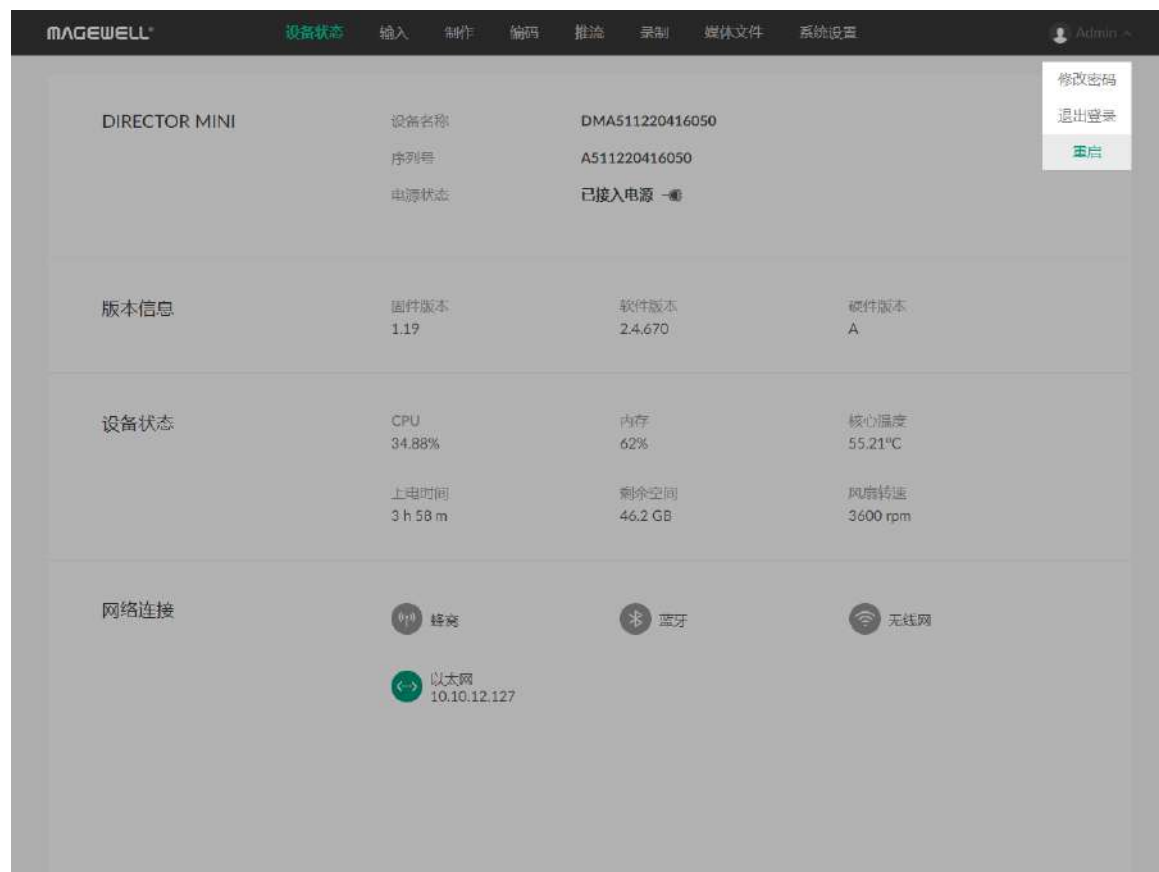 MAGEWELL®
设备状态 输入 制作 编码 推流 录制 媒体文件 系统设置 Admin
修改密码
退出登录
重启
DIRECTOR MINI
设备名称 DMA511220416050
序列号 A511220416050
电源状态 已接入电源
版本信息
固件版本 软件版本 硬件版本
1.19 2.4.670 A
设备状态
CPU 内存 核心温度
34.88% 62% 55.21°C
上电时间 剩余空间 风扇转速
3 h 58 m 46.2 GB 3600 rpm
网络连接
蜂窝 蓝牙 无线网
以太网
10.10.12.127